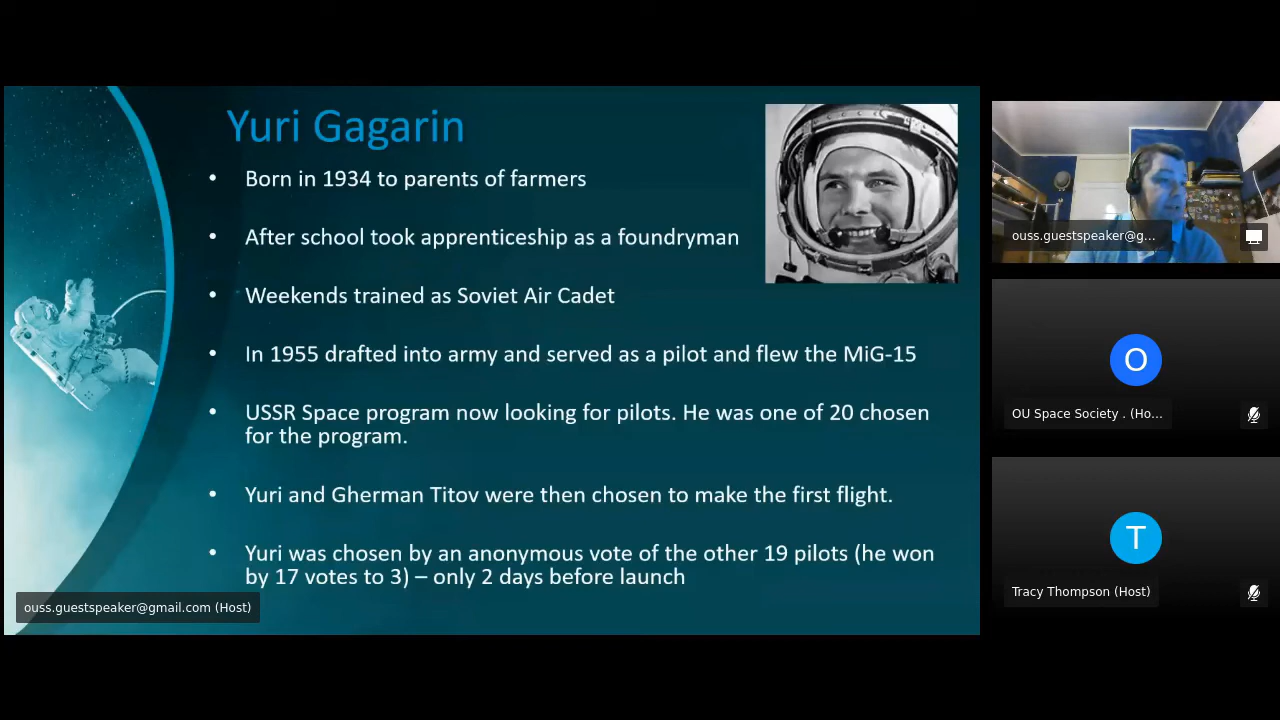 Yuri Gagarin
• Born in 1934 to parents of farmers
• After school took apprenticeship as a foundryman
• Weekends trained as Soviet Air Cadet
• In 1955 drafted into army and served as a pilot and flew the MiG-15
• USSR Space program now looking for pilots. He was one of 20 chosen
for the program.
• Yuri and Gherman Titov were then chosen to make the first flight.
• Yuri was chosen by an anonymous vote of the other 19 pilots (he won
by 17 votes to 3) – only 2 days before launch
ouss.guestspeaker@gmail.com (Host)
ouss.guestspeaker@g...
O
OU Space Society . (Ho...
T
Tracy Thompson (Host)